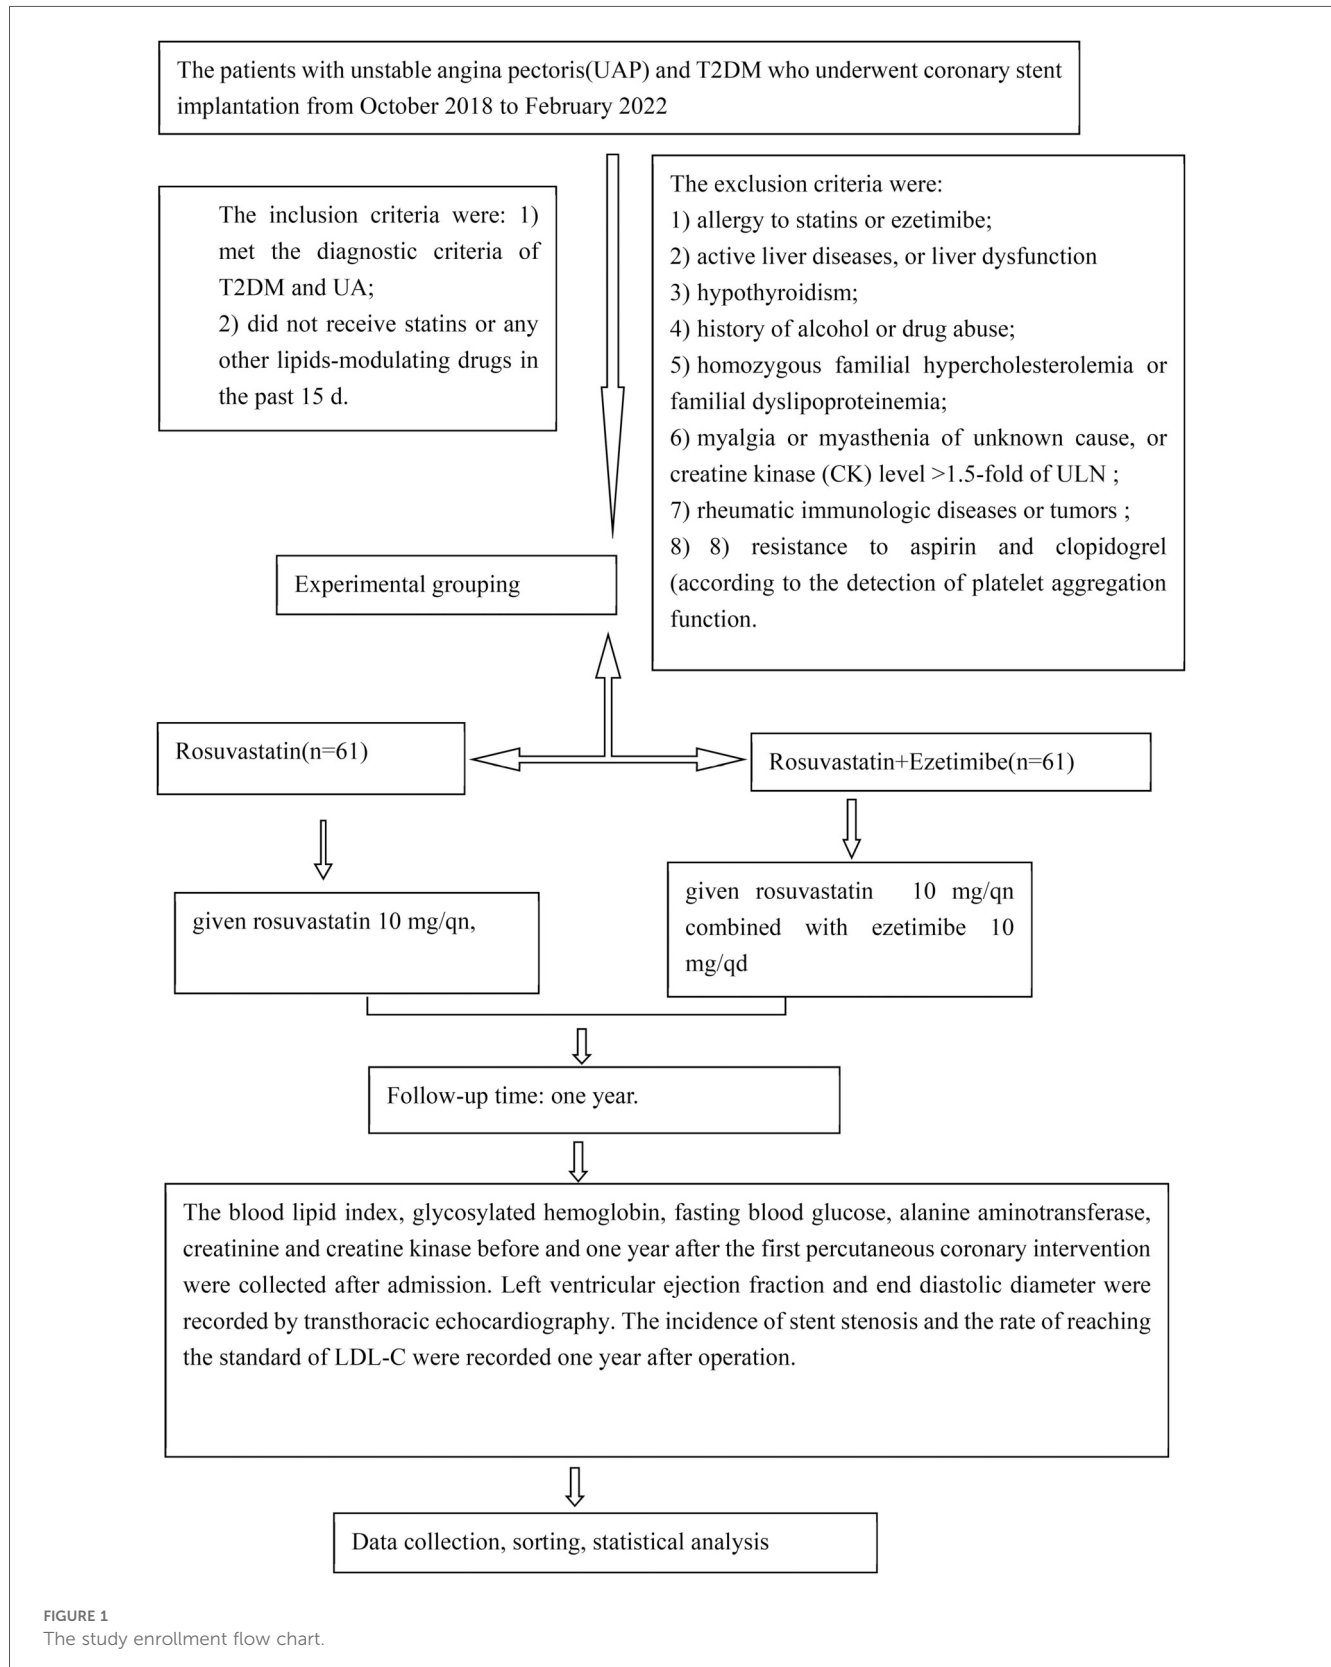 The patients with unstable angina pectoris(UAP) and T2DM who underwent coronary stent
implantation from October 2018 to February 2022
The inclusion criteria were: 1)
met the diagnostic criteria of
T2DM and UA;
2) did not receive statins or any
other lipids-modulating drugs in
the past 15 d.
The exclusion criteria were:
1) allergy to statins or ezetimibe;
2) active liver diseases, or liver dysfunction
3) hypothyroidism;
4) history of alcohol or drug abuse;
5) homozygous familial hypercholesterolemia or
familial dyslipoproteinemia;
6) myalgia or myasthenia of unknown cause, or
creatine kinase (CK) level >1.5-fold of ULN ;
7) rheumatic immunologic diseases or tumors ;
8) 8) resistance to aspirin and clopidogrel
(according to the detection of platelet aggregation
function.
Experimental grouping
Rosuvastatin(n=61)
Rosuvastatin+Ezetimibe(n=61)
given rosuvastatin 10 mg/qn,
given rosuvastatin 10 mg/qn
combined with ezetimibe 10
mg/qd
Follow-up time: one year.
The blood lipid index, glycosylated hemoglobin, fasting blood glucose, alanine aminotransferase,
creatinine and creatine kinase before and one year after the first percutaneous coronary intervention
were collected after admission. Left ventricular ejection fraction and end diastolic diameter were
recorded by transthoracic echocardiography. The incidence of stent stenosis and the rate of reaching
the standard of LDL-C were recorded one year after operation.
Data collection, sorting, statistical analysis
FIGURE 1
The study enrollment flow chart.